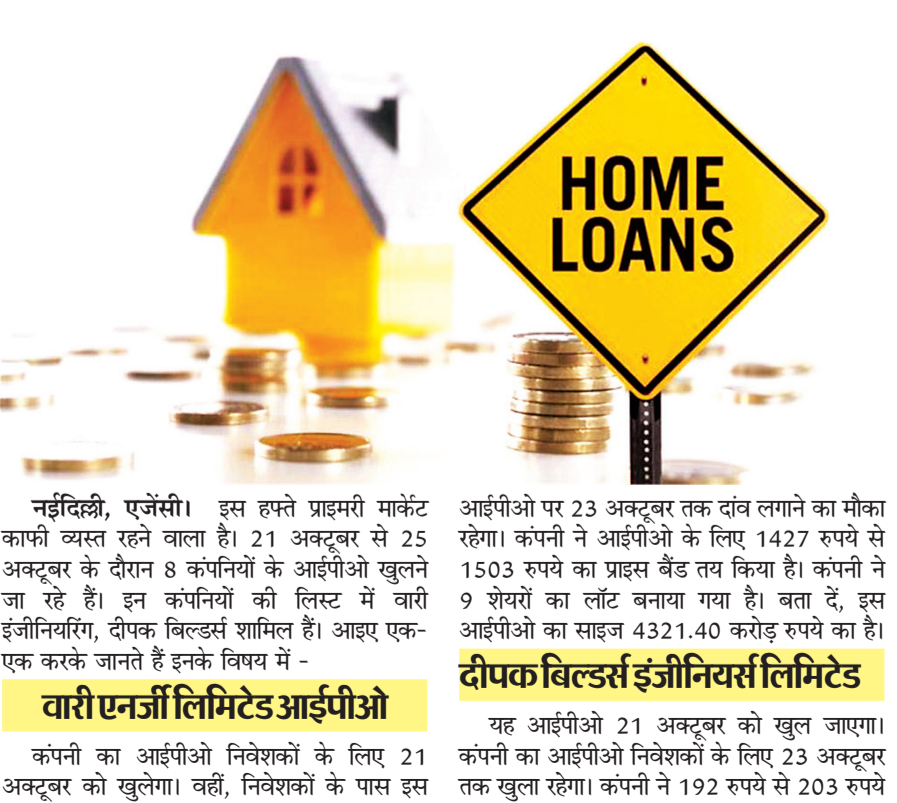 HOME
LOANS
नईदिल्ली, एजेंसी। इस हफ्ते प्राइमरी मार्केट
काफी व्यस्त रहने वाला है। 21 अक्टूबर से 25
अक्टूबर के दौरान 8 कंपनियों के आईपीओ खुलने
जा रहे हैं। इन कंपनियों की लिस्ट में वारी
इंजीनियरिंग, दीपक बिल्डर्स शामिल हैं। आइए एक-
एक करके जानते हैं इनके विषय में -
वारी एनर्जी लिमिटेड आईपीओ
कंपनी का आईपीओ निवेशकों के लिए 21
अक्टूबर को खुलेगा। वहीं, निवेशकों के पास इस
आईपीओ पर 23 अक्टूबर तक दांव लगाने का मौका
रहेगा। कंपनी ने आईपीओ के लिए 1427 रुपये से
1503 रुपये का प्राइस बैंड तय किया है। कंपनी ने
9 शेयरों का लॉट बनाया गया है। बता दें, इस
आईपीओ का साइज 4321.40 करोड़ रुपये का है।
दीपक बिल्डर्स इंजीनियर्स लिमिटेड
यह आईपीओ 21 अक्टूबर को खुल जाएगा।
कंपनी का आईपीओ निवेशकों के लिए 23 अक्टूबर
तक खुला रहेगा। कंपनी ने 192 रुपये से 203 रुपये